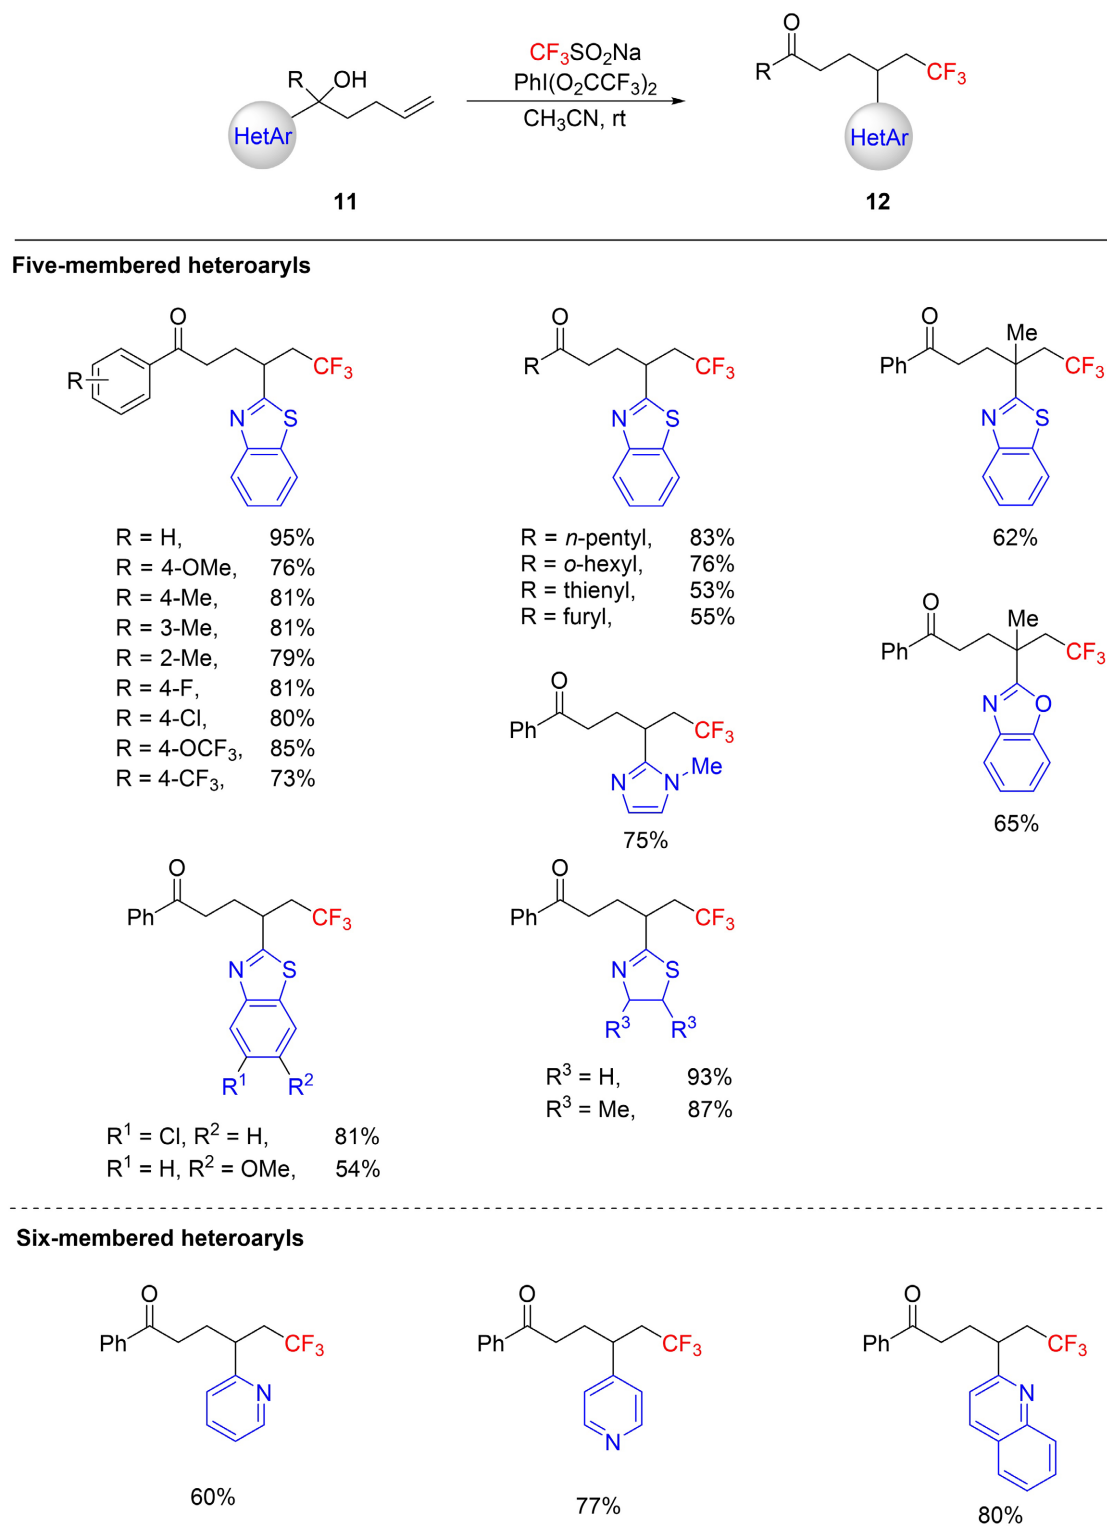 R OH
HetAr
11
CF3SO2Na
PhI(O2CCF3)2
CH3CN, rt
O
R CF3
HetAr
12
Five-membered heteroaryls
O
R CF3
N S
R = H, 95%
R = 4-OMe, 76%
R = 4-Me, 81%
R = 3-Me, 81%
R = 2-Me, 79%
R = 4-F, 81%
R = 4-Cl, 80%
R = 4-OCF3, 85%
R = 4-CF3, 73%
O
R CF3
N S
R = n-pentyl, 83%
R = o-hexyl, 76%
R = thienyl, 53%
R = furyl, 55%
O
Me
Ph CF3
N S
62%
O
Ph CF3
N N Me
75%
O
Me
Ph CF3
N O
65%
O
Ph CF3
N S
R1 R2
R1 = Cl, R2 = H, 81%
R1 = H, R2 = OMe, 54%
O
Ph CF3
N S
R3 R3
R3 = H, 93%
R3 = Me, 87%
Six-membered heteroaryls
O
Ph CF3
N
60%
O
Ph CF3
N
77%
O
Ph CF3
N
80%